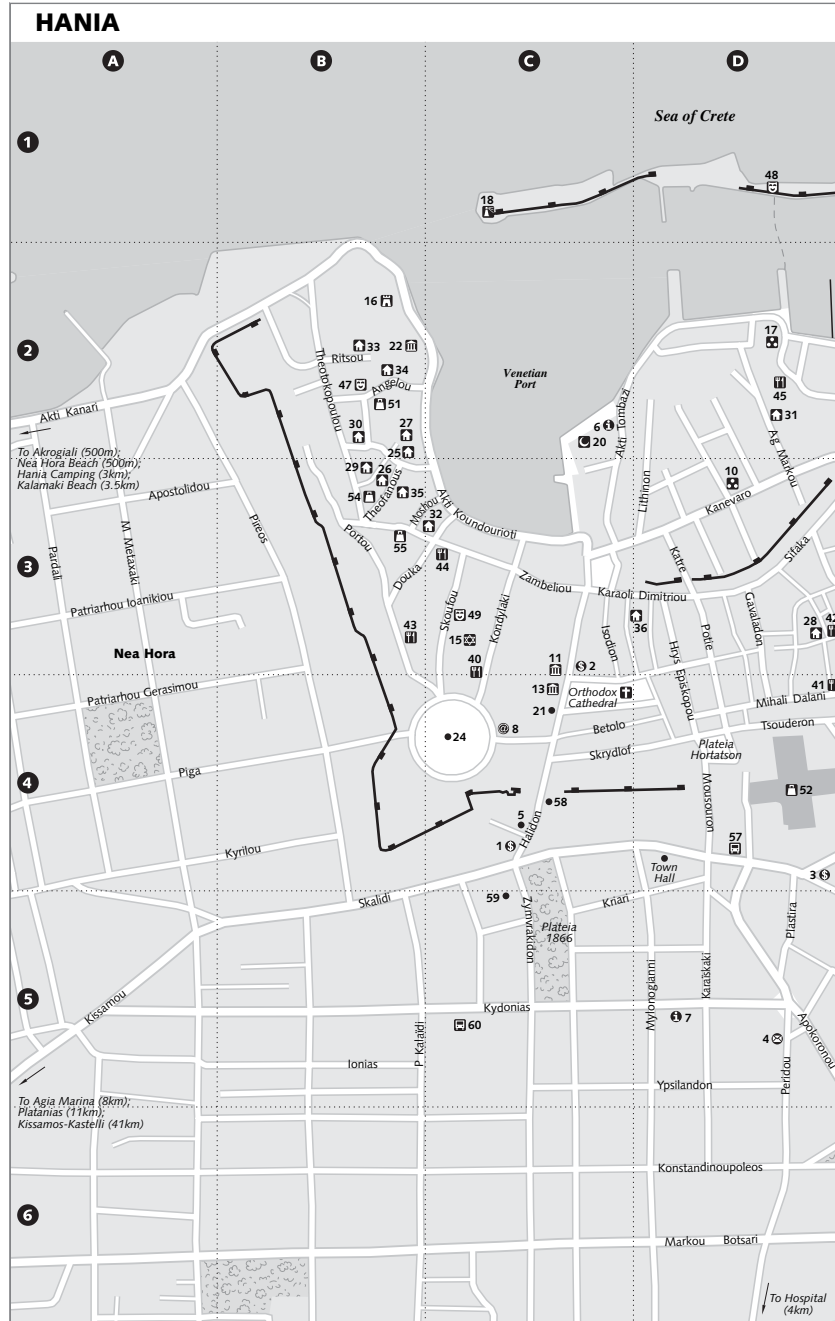 HANIA
A
B
C
D
1
Sea of Crete
48
18
16
2
33
22
17
Ritsou
34
Venetian
Port
47
Angelou
45
Theotokopoulou
51
Akti Tombazi
31
Akti Kanari
30
27
6
20
Ag. Markou
To Akrogiali (500m);
Nea Hora Beach (500m);
Hania Camping (3km);
Kalamaki Beach (3.5km)
25
29
26
10
Apostolidou
54
Theofanous
35
Lithinon
Kanevaro
M Metaxaki
Pireos
Portou
Moshou
32
Akti Koundourioti
55
3
Pardali
Douka
44
Zambeliou
Katre
Sifaka
Patriarhou Ioanikiou
Karaoli Dimitriou
Skoufou
49
Kondylaki
Isodion
36
Potie
Gavaladon
28
42
43
15
Hrys Episkopou
Nea Hora
40
11
2
13
Orthodox
Cathedral
41
Patriarhou Gerasimou
Mihali Dalani
21
Betolo
Tsouderon
24
8
Skrydlof
Plateia
Hortatson
4
Piga
52
58
Mousouron
5
Halidon
57
Kyrilou
1
Town
Hall
3
Skalidi
59
Kriari
Plastira
Zymvrakidon
Plateia
1866
Mylonogianni
Karaïskaki
5
Kissamou
Kydonias
60
7
Apokoronou
P Kalaïdi
4
Ionias
Peridou
Ypsilandon
To Agia Marina (8km);
Platanias (11km);
Kissamos-Kastelli (41km)
Konstandinoupoleos
6
Markou Botsari
To Hospital
(4km)